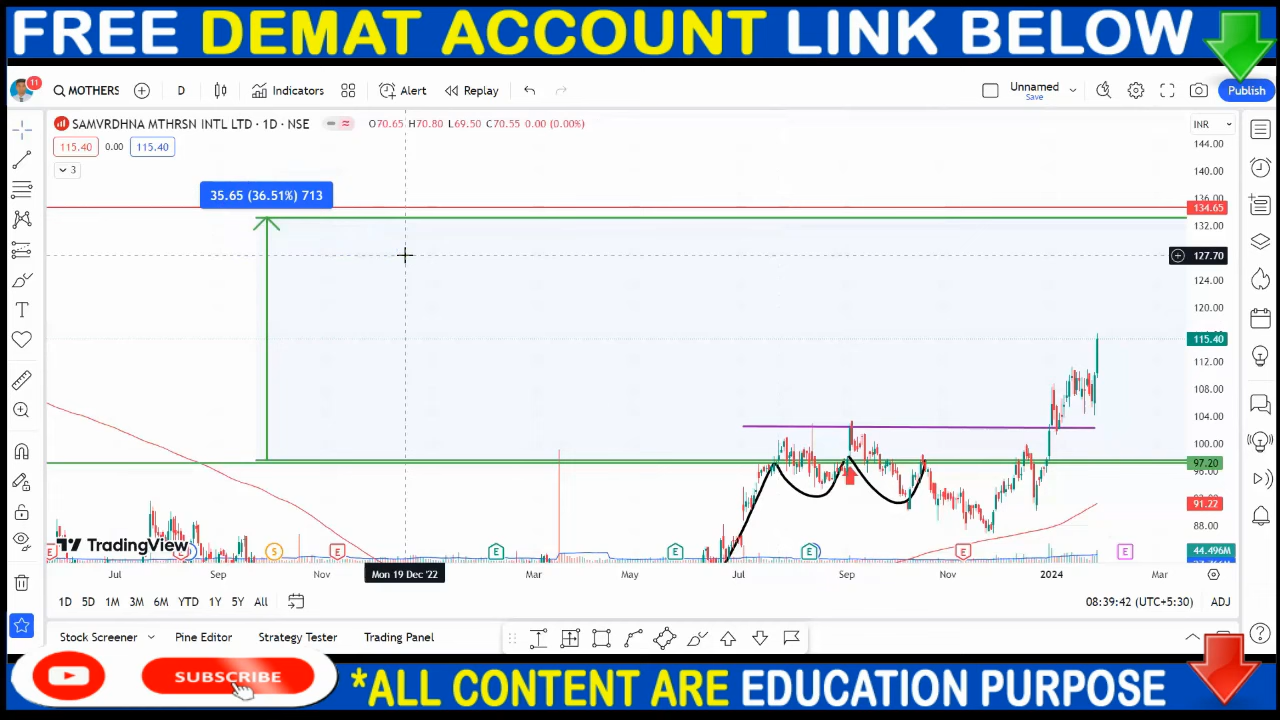 FREE DEMAT ACCOUNT LINK BELOW
11 MOTHERS D Indicators Alert Replay Unnamed Save Publish
SAMVRDHNA MTHRSN INTL LTD · 1D · NSE O70.65 H70.80 L69.50 C70.55 0.00 (0.00%) INR
115.40 0.00 115.40
3
144.00
140.00
35.65 (36.51%) 713
136.00
134.65
132.00
127.70
124.00
120.00
115.40
112.00
108.00
104.00
100.00
97.20
91.22
88.00
TradingView
S E E E E E E
44.496M
Jul Sep Nov Mon 19 Dec '22 Mar May Jul Sep Nov 2024 Mar
1D 5D 1M 3M 6M YTD 1Y 5Y All 08:39:42 (UTC+5:30) ADJ
Stock Screener Pine Editor Strategy Tester Trading Panel
SUBSCRIBE
*ALL CONTENT ARE EDUCATION PURPOSE